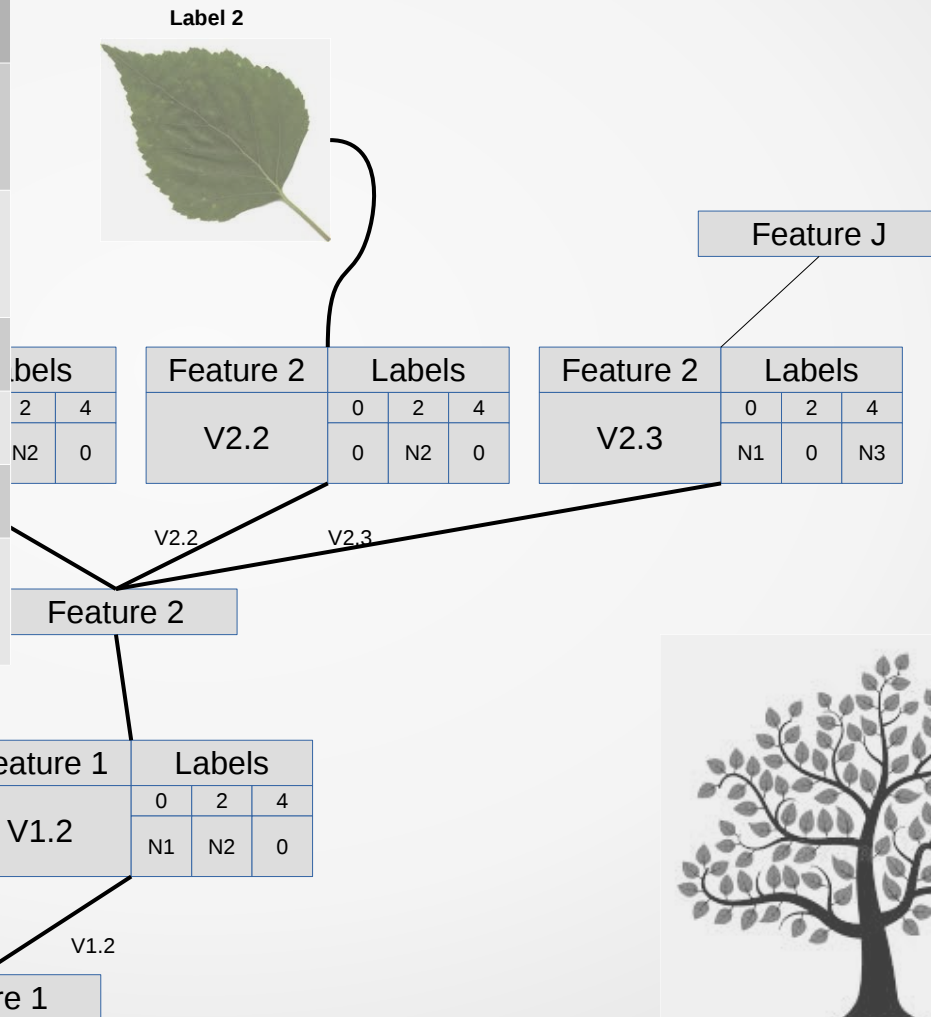 Label 2
Feature J
bels
Feature 2
Labels
Feature 2
Labels
2 4
0 2 4
0 2 4
N2 0
V2.2
0 N2 0
V2.3
N1 0 N3
V2.2
V2.3
Feature 2
eature 1
Labels
0 2 4
V1.2
N1 N2 0
V1.2
re 1